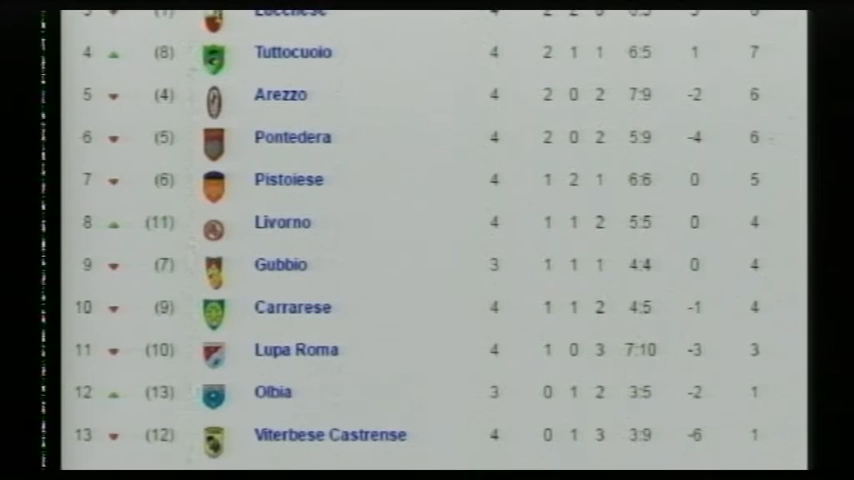 Lucchese 4 2 2
4 (8) Tuttocuoio 4 2 1 1 6:5 1 7
5 (4) Arezzo 4 2 0 2 7:9 -2 6
6 (5) Pontedera 4 2 0 2 5:9 -4 6
7 (6) Pistoiese 4 1 2 1 6:6 0 5
8 (11) Livorno 4 1 1 2 5:5 0 4
9 (7) Gubbio 3 1 1 1 4:4 0 4
10 (9) Carrarese 4 1 1 2 4:5 -1 4
11 (10) Lupa Roma 4 1 0 3 7:10 -3 3
12 (13) Olbia 3 0 1 2 3:5 -2 1
13 (12) Viterbese Castrense 4 0 1 3 3:9 -6 1